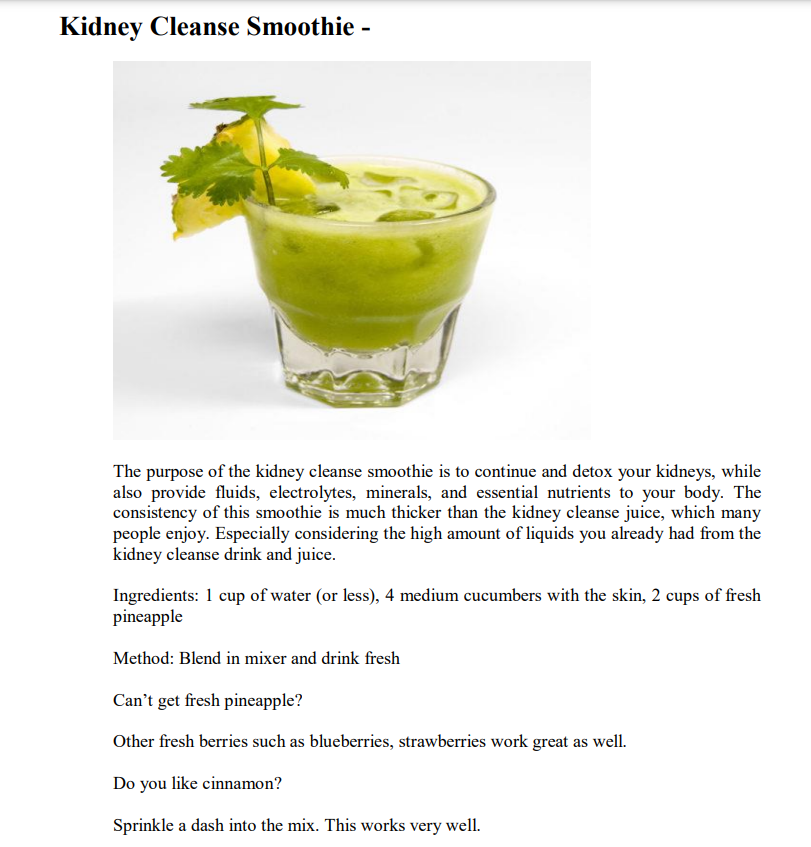 Kidney Cleanse Smoothie -
The purpose of the kidney cleanse smoothie is to continue and detox your kidneys, while
also provide fluids, electrolytes, minerals, and essential nutrients to your body. The
consistency of this smoothie is much thicker than the kidney cleanse juice, which many
people enjoy. Especially considering the high amount of liquids you already had from the
kidney cleanse drink and juice.
Ingredients: 1 cup of water (or less), 4 medium cucumbers with the skin, 2 cups of fresh
pineapple
Method: Blend in mixer and drink fresh
Can’t get fresh pineapple?
Other fresh berries such as blueberries, strawberries work great as well.
Do you like cinnamon?
Sprinkle a dash into the mix. This works very well.